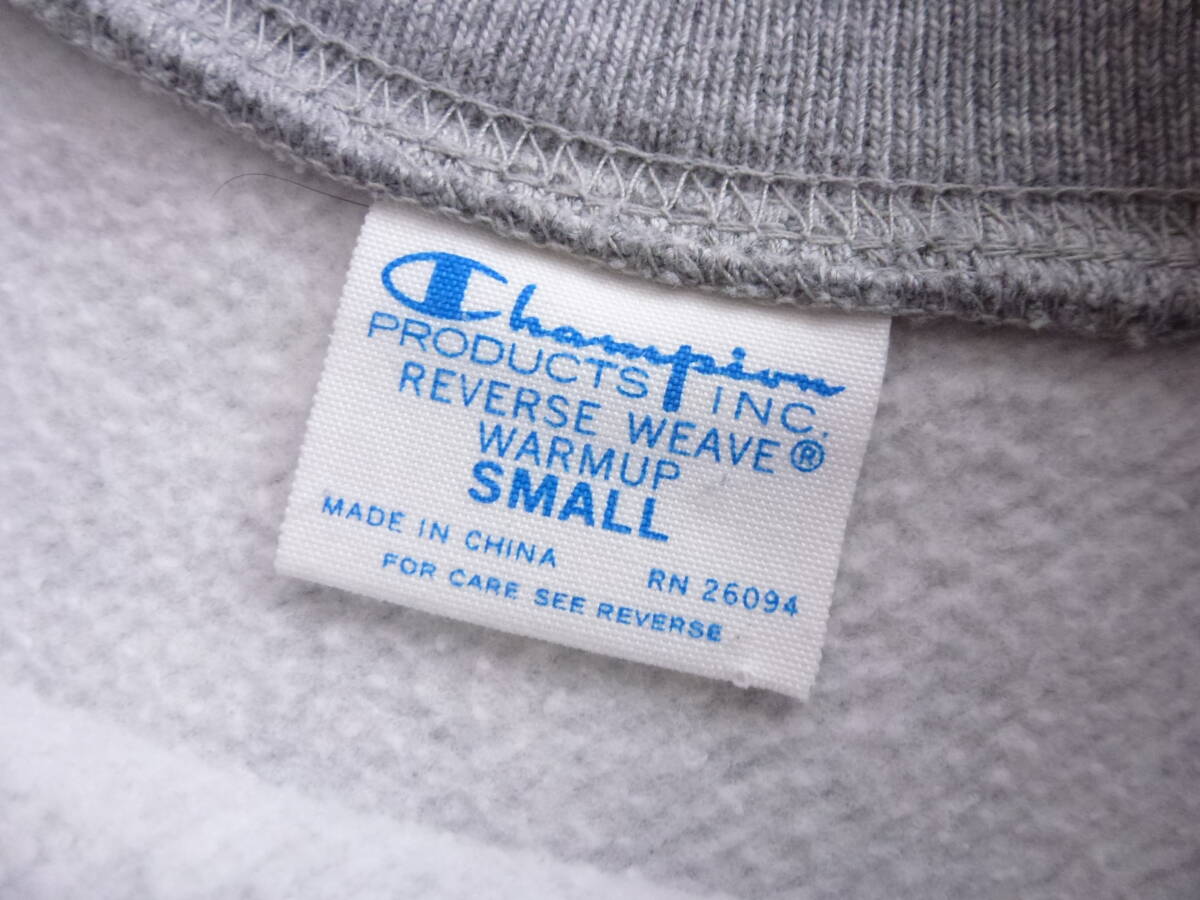 Champion
PRODUCTS INC.
REVERSE WEAVE®
WARMUP
SMALL
MADE IN CHINA
RN 26094
FOR CARE SEE REVERSE